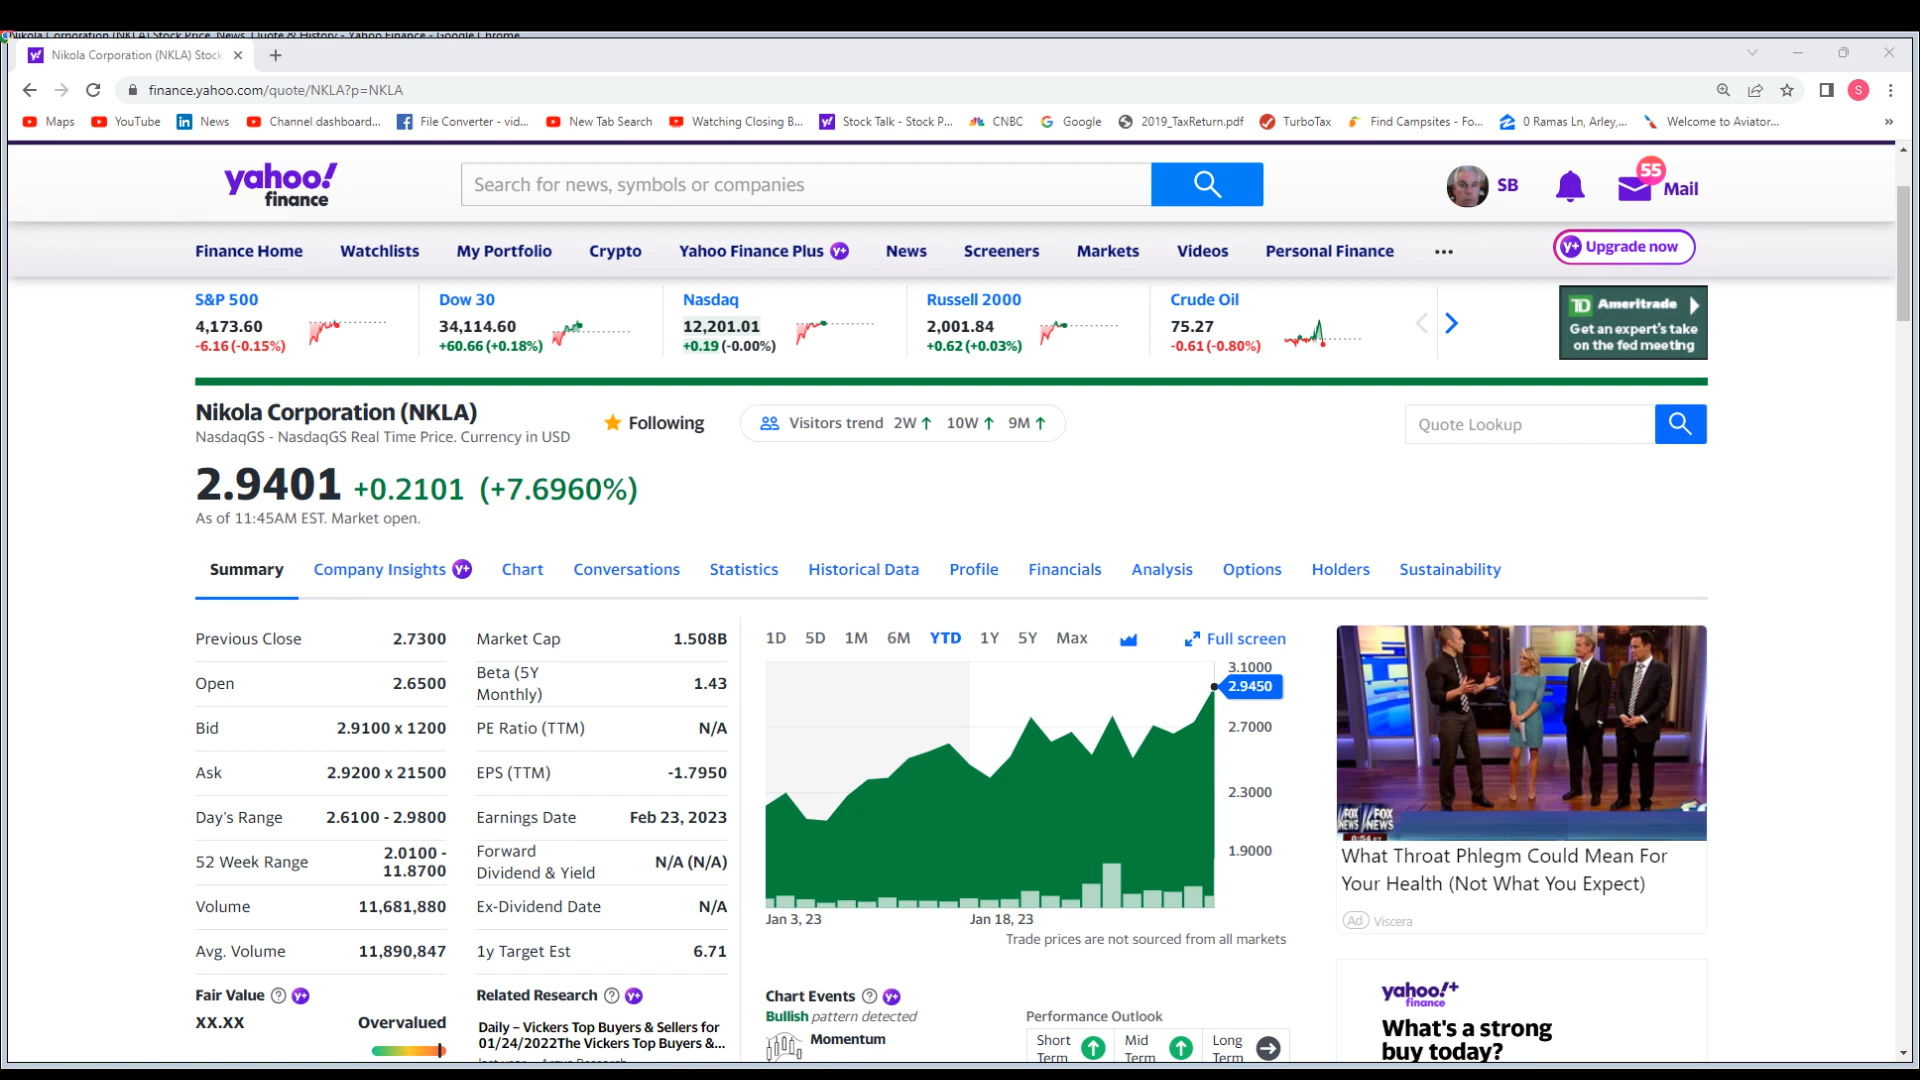 Nikola Corporation (NKLA) Stock Price, News, Quote & History - Yahoo Finance - Google Chrome
Nikola Corporation (NKLA) Stock
finance.yahoo.com/quote/NKLA?p=NKLA
S
Maps YouTube News Channel dashboard... File Converter - vid... New Tab Search Watching Closing B... Stock Talk - Stock P... CNBC Google 2019_TaxReturn.pdf TurboTax Find Campsites - Fo... 0 Ramas Ln, Arley,... Welcome to Aviator... »
yahoo!
finance
Search for news, symbols or companies
SB
55
Mail
Finance Home Watchlists My Portfolio Crypto Yahoo Finance Plus y+ News Screeners Markets Videos Personal Finance ...
y+ Upgrade now
S&P 500
4,173.60
-6.16 (-0.15%)
Dow 30
34,114.60
+60.66 (+0.18%)
Nasdaq
12,201.01
+0.19 (-0.00%)
Russell 2000
2,001.84
+0.62 (+0.03%)
Crude Oil
75.27
-0.61 (-0.80%)
TD Ameritrade
Get an expert's take
on the fed meeting
Nikola Corporation (NKLA)
NasdaqGS - NasdaqGS Real Time Price. Currency in USD
Following
Visitors trend 2W↑ 10W↑ 9M↑
Quote Lookup
2.9401 +0.2101 (+7.6960%)
As of 11:45AM EST. Market open.
Summary Company Insights y+ Chart Conversations Statistics Historical Data Profile Financials Analysis Options Holders Sustainability
Previous Close 2.7300
Open 2.6500
Bid 2.9100 x 1200
Ask 2.9200 x 21500
Day's Range 2.6100 - 2.9800
52 Week Range 2.0100 -
11.8700
Volume 11,681,880
Avg. Volume 11,890,847
Market Cap 1.508B
Beta (5Y
Monthly) 1.43
PE Ratio (TTM) N/A
EPS (TTM) -1.7950
Earnings Date Feb 23, 2023
Forward
Dividend & Yield N/A (N/A)
Ex-Dividend Date N/A
1y Target Est 6.71
1D 5D 1M 6M YTD 1Y 5Y Max
Full screen
3.1000
2.9450
2.7000
2.3000
1.9000
Jan 3, 23 Jan 18, 23
Trade prices are not sourced from all markets
FOX NEWS FOX NEWS
What Throat Phlegm Could Mean For
Your Health (Not What You Expect)
Ad Viscera
Fair Value ? y+
XX.XX Overvalued
Related Research ? y+
Daily – Vickers Top Buyers & Sellers for
01/24/2022The Vickers Top Buyers &...
Chart Events ? y+
Bullish pattern detected
Momentum
Performance Outlook
Short
Term
Mid
Term
Long
Term
yahoo!+
finance
What's a strong
buy today?